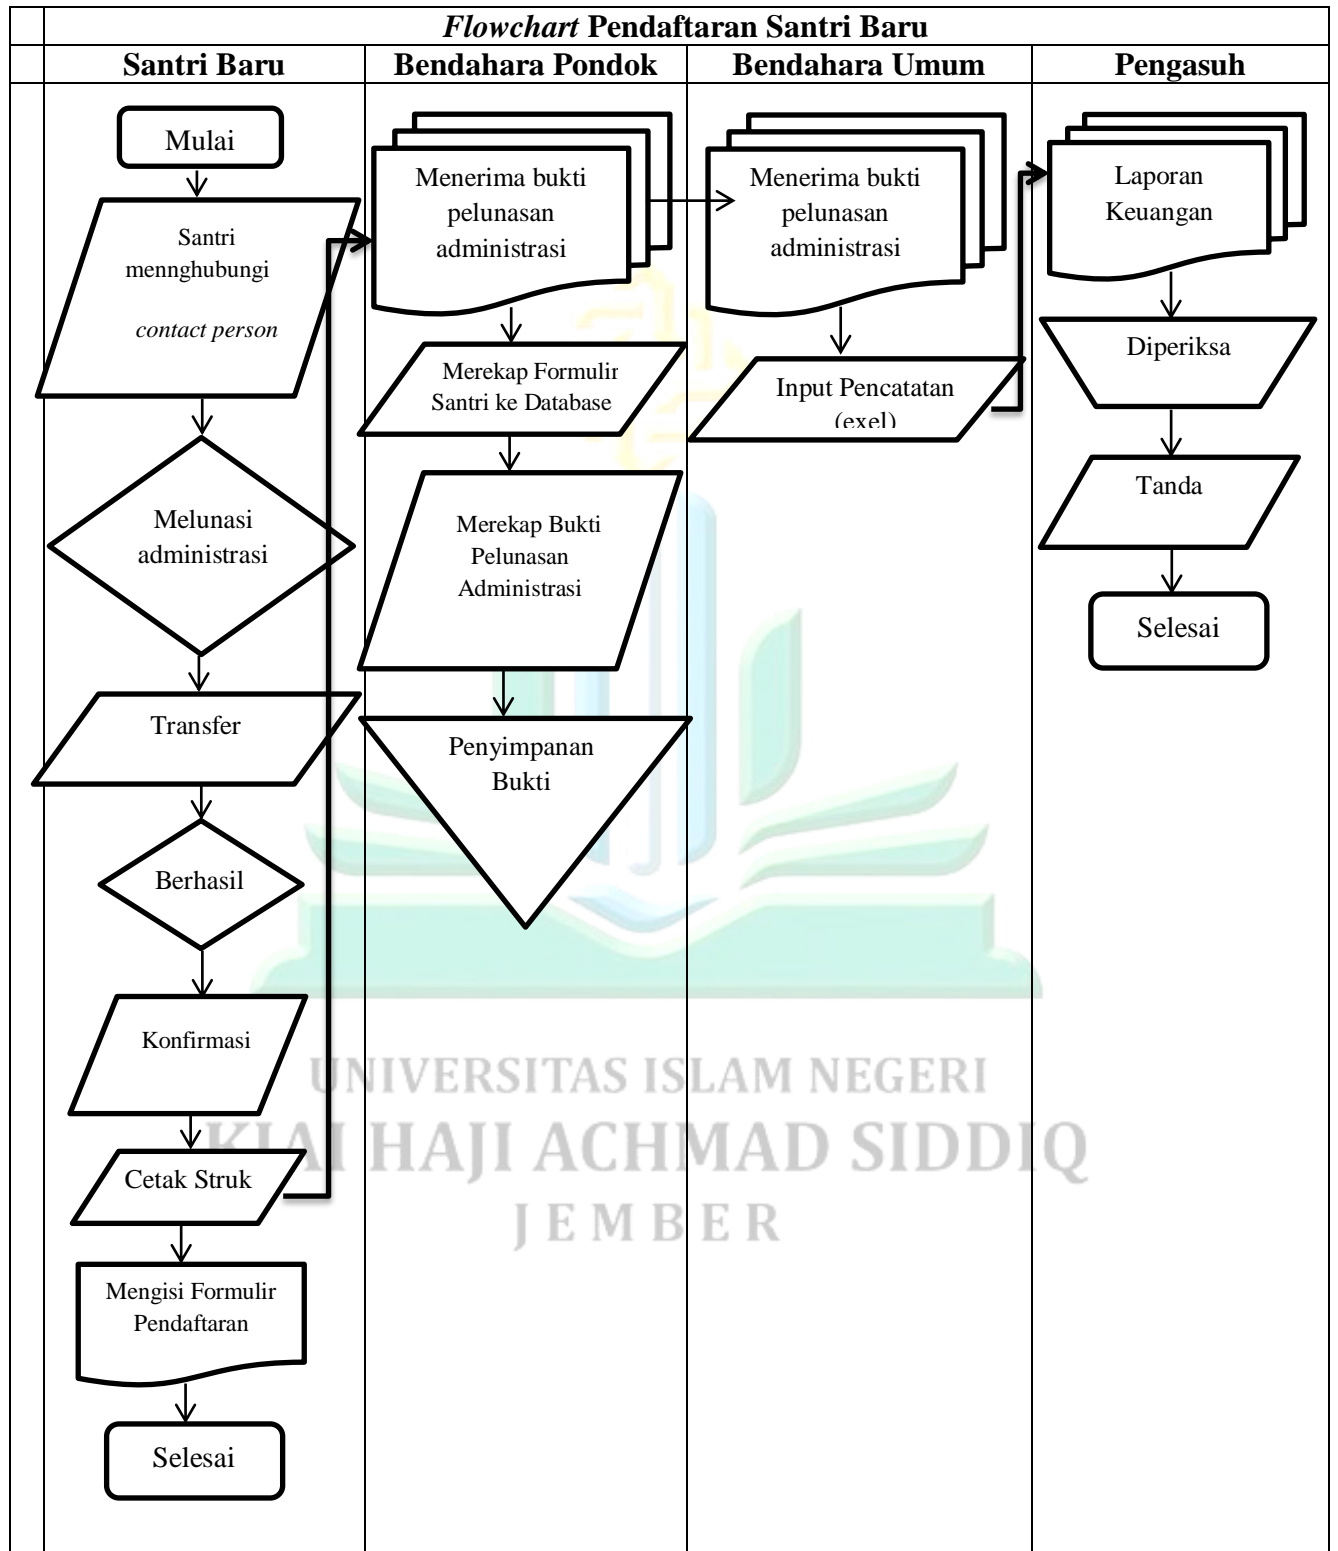 Flowchart Pendaftaran Santri Baru
Santri Baru
Bendahara Pondok
Bendahara Umum
Pengasuh
Mulai
Santri
mennghubungi
contact person
Melunasi
administrasi
Transfer
Berhasil
Konfirmasi
Cetak Struk
Mengisi Formulir
Pendaftaran
Selesai
Menerima bukti
pelunasan
administrasi
Merekap Formulir
Santri ke Database
Merekap Bukti
Pelunasan
Administrasi
Penyimpanan
Bukti
Menerima bukti
pelunasan
administrasi
Input Pencatatan
(exel)
Laporan
Keuangan
Diperiksa
Tanda
Selesai
UNIVERSITAS ISLAM NEGERI
KIAI HAJI ACHMAD SIDDIQ
JEMBER